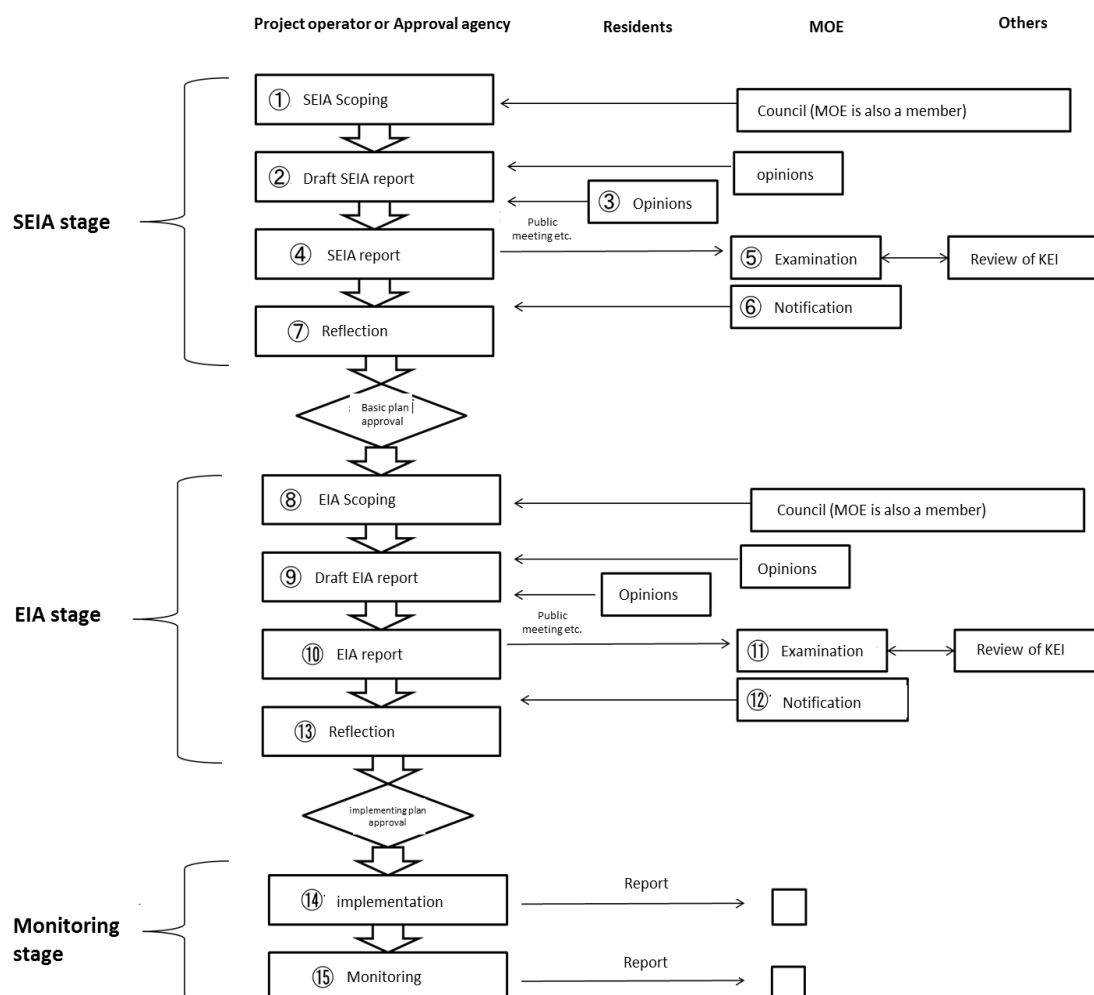 Project operator or Approval agency
Residents
MOE
Others
① SEIA Scoping
Council (MOE is also a member)
② Draft SEIA report
opinions
③ Opinions
SEIA stage
Public
meeting etc.
④ SEIA report
⑤ Examination
Review of KEI
⑥ Notification
⑦ Reflection
Basic plan
approval
⑧ EIA Scoping
Council (MOE is also a member)
⑨ Draft EIA report
Opinions
Opinions
EIA stage
Public
meeting etc.
⑩ EIA report
⑪ Examination
Review of KEI
⑫ Notification
⑬ Reflection
implementing plan
approval
⑭ implementation
Report
Monitoring
stage
⑮ Monitoring
Report